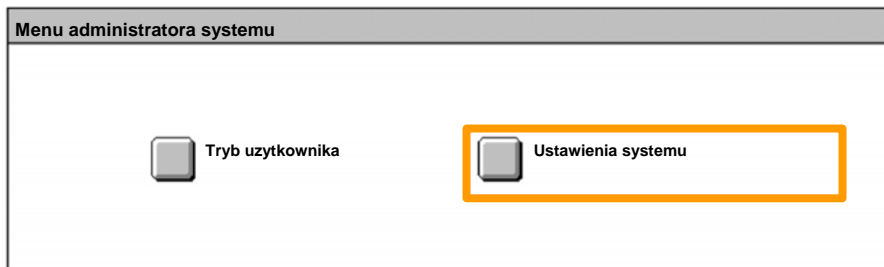 Menu administratora systemu
Tryb uzytkownika
Ustawienia systemu